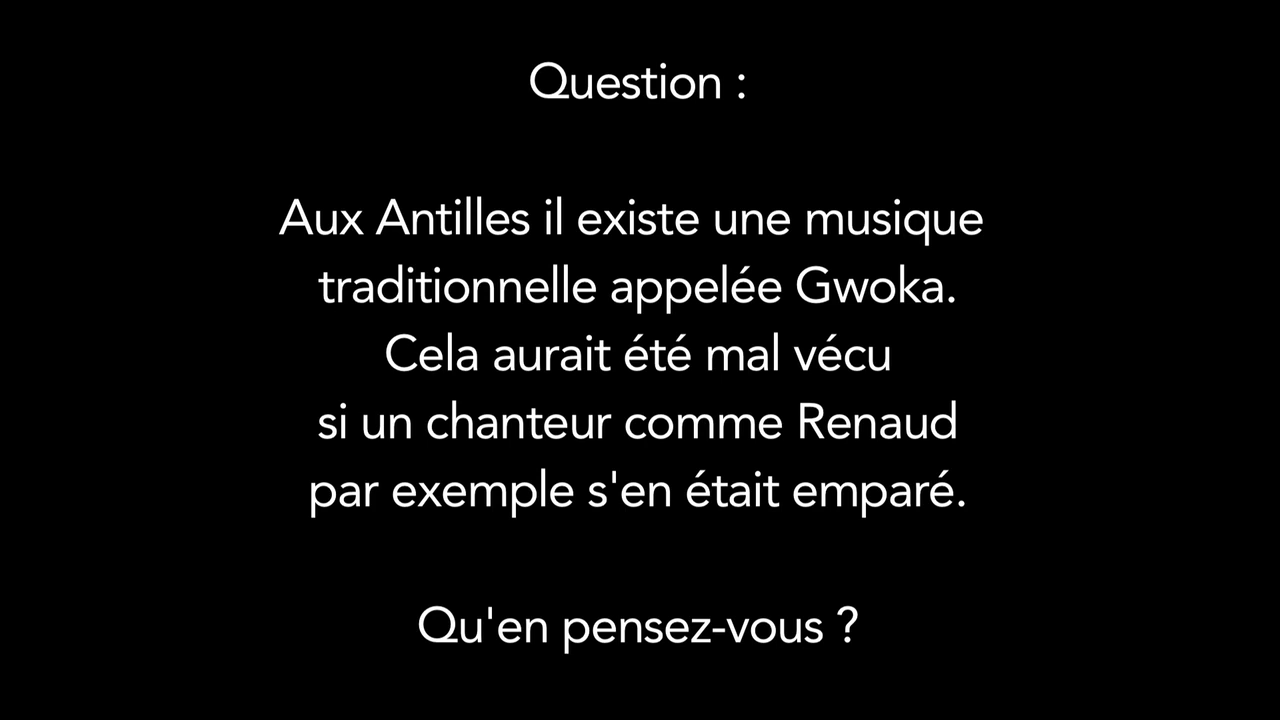 Question :
Aux Antilles il existe une musique
traditionnelle appelée Gwoka.
Cela aurait été mal vécu
si un chanteur comme Renaud
par exemple s'en était emparé.
Qu'en pensez-vous ?